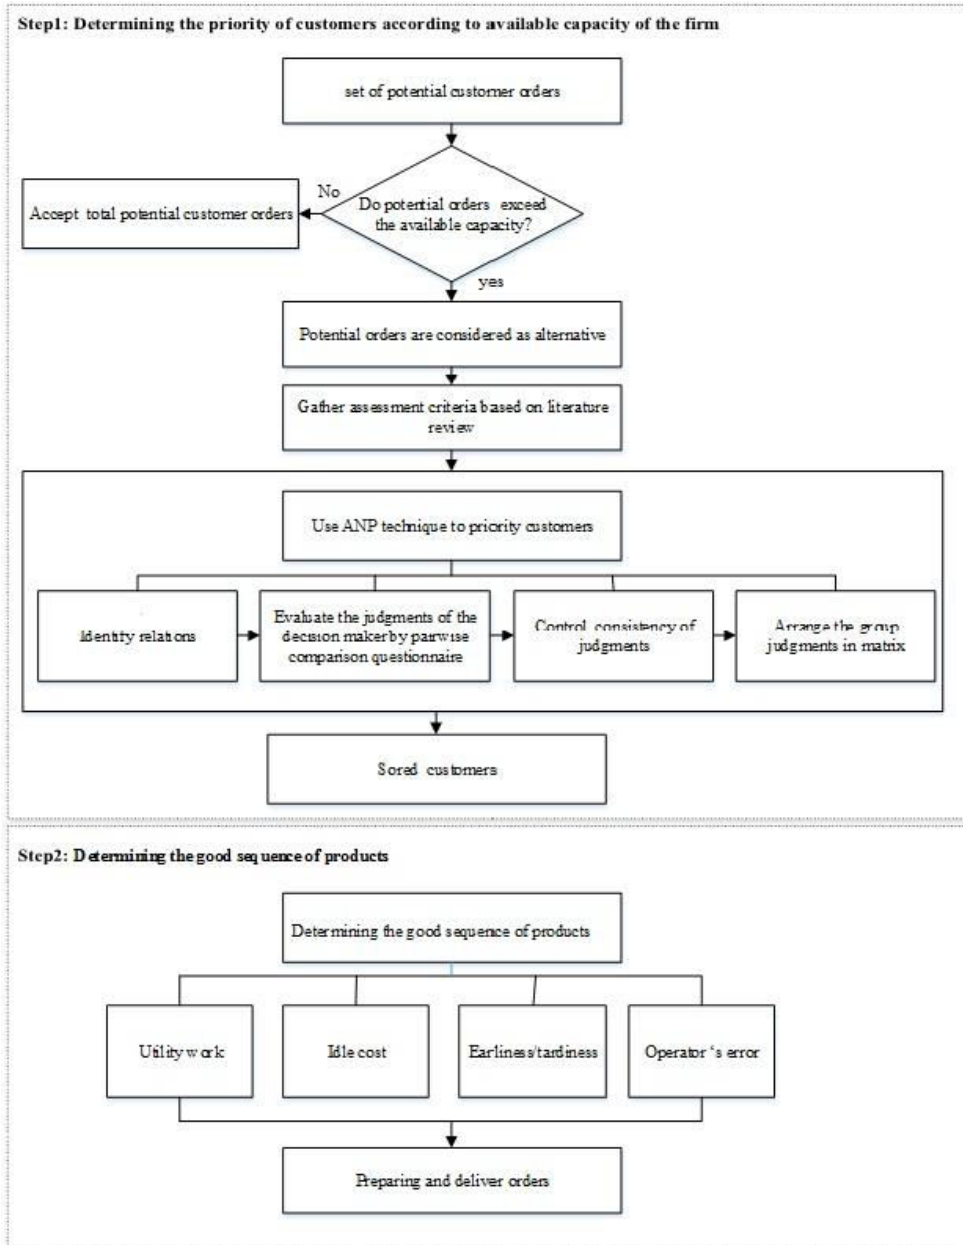 Step1: Determining the priority of customers according to available capacity of the firm
set of potential customer orders
No
Accept total potential customer orders
Do potential orders exceed
the available capacity?
yes
Potential orders are considered as alternative
Gather assessment criteria based on literature
review
Use ANP technique to priority customers
Identity relations
Evaluate the judgments of the
decision maker by pairwise
comparison questionnaire
Control consistency of
judgments
Arrange the group
judgments in matrix
Sored customers
Step2: Determining the good sequence of products
Determining the good sequence of products
Utility work
Idle cost
Earliness/tardiness
Operator 's error
Preparing and deliver orders